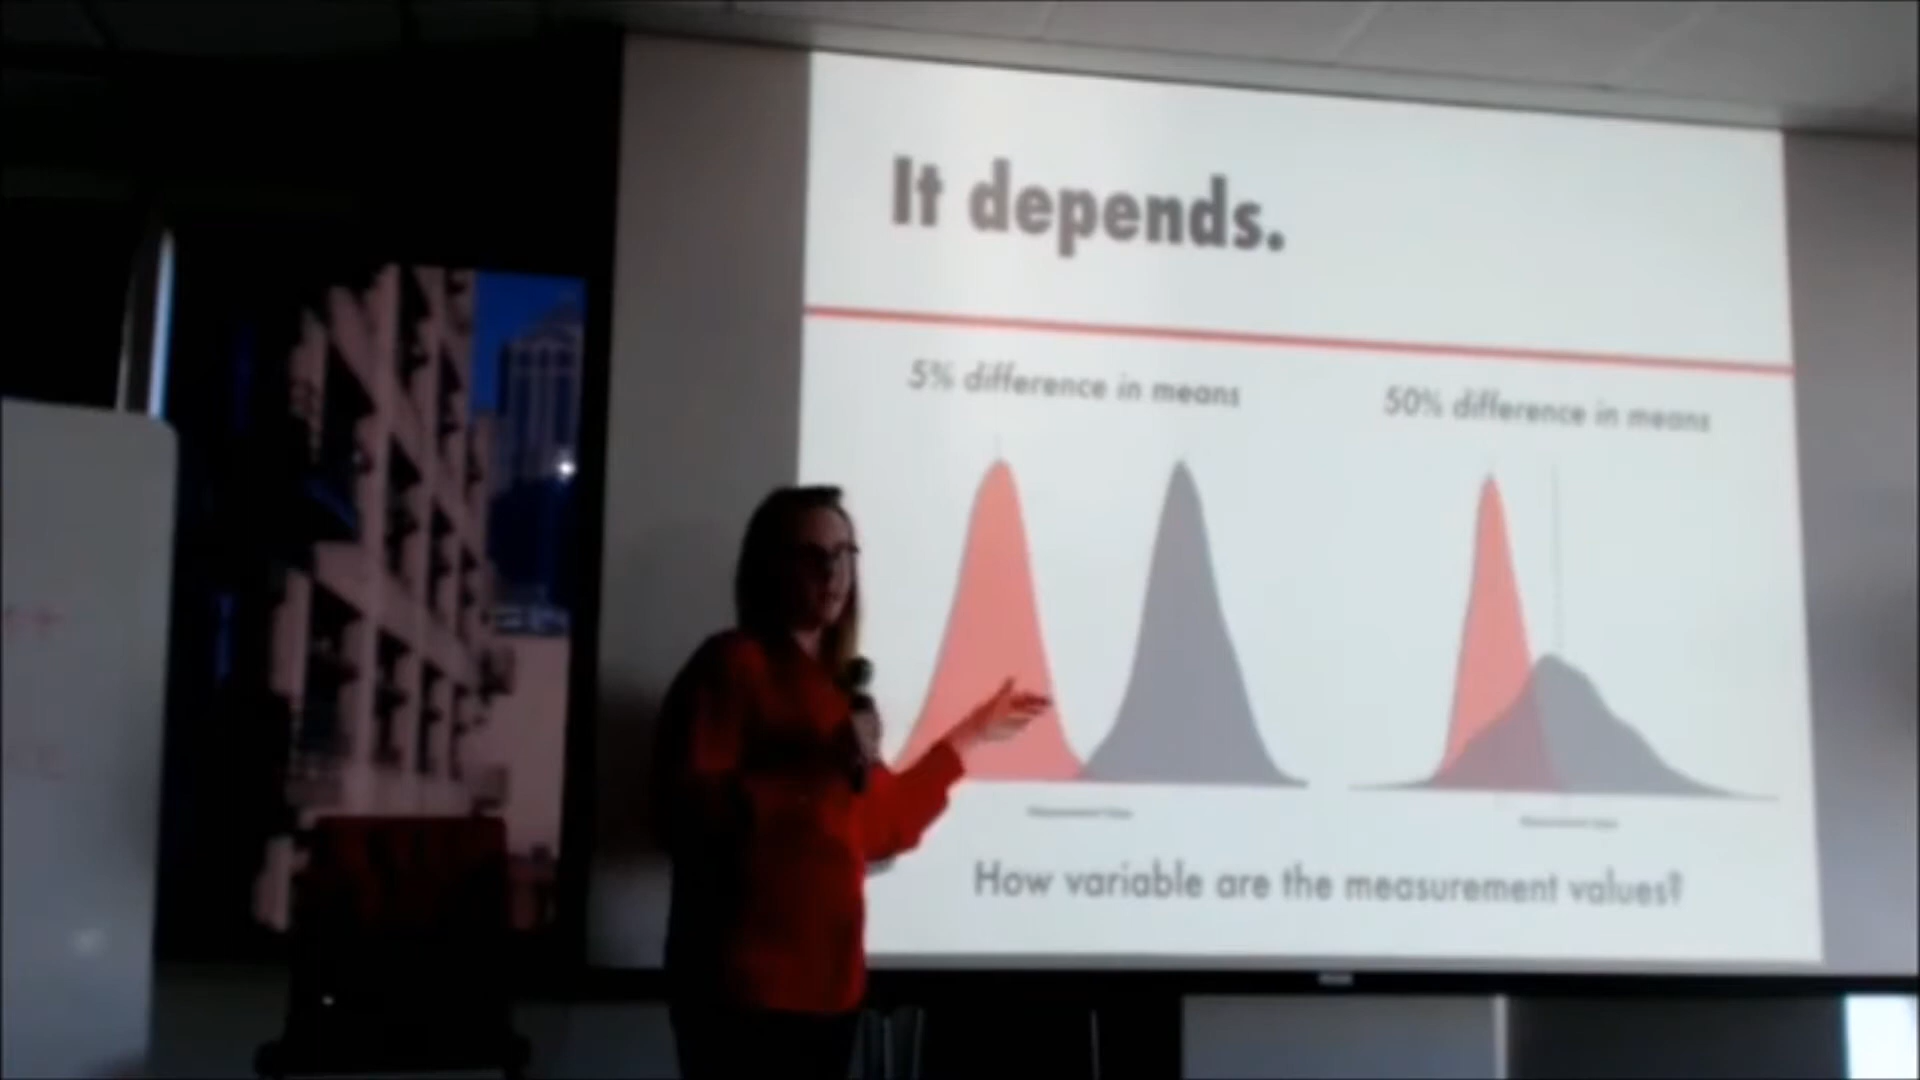 It depends.
5% difference in means
50% difference in means
How variable are the measurement values?